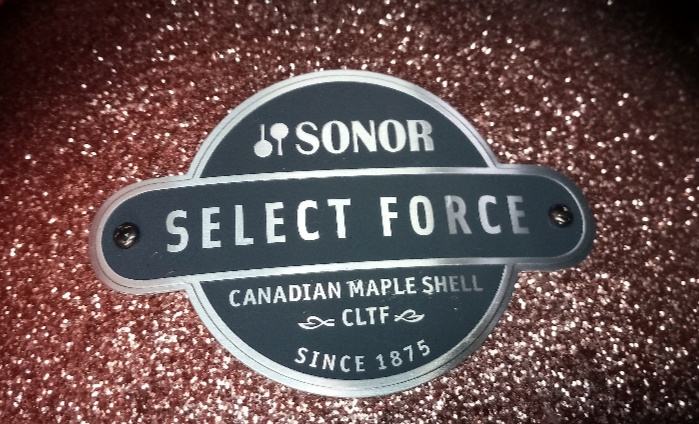 SONOR
SELECT FORCE
CANADIAN MAPLE SHELL
CLTF
SINCE 1875